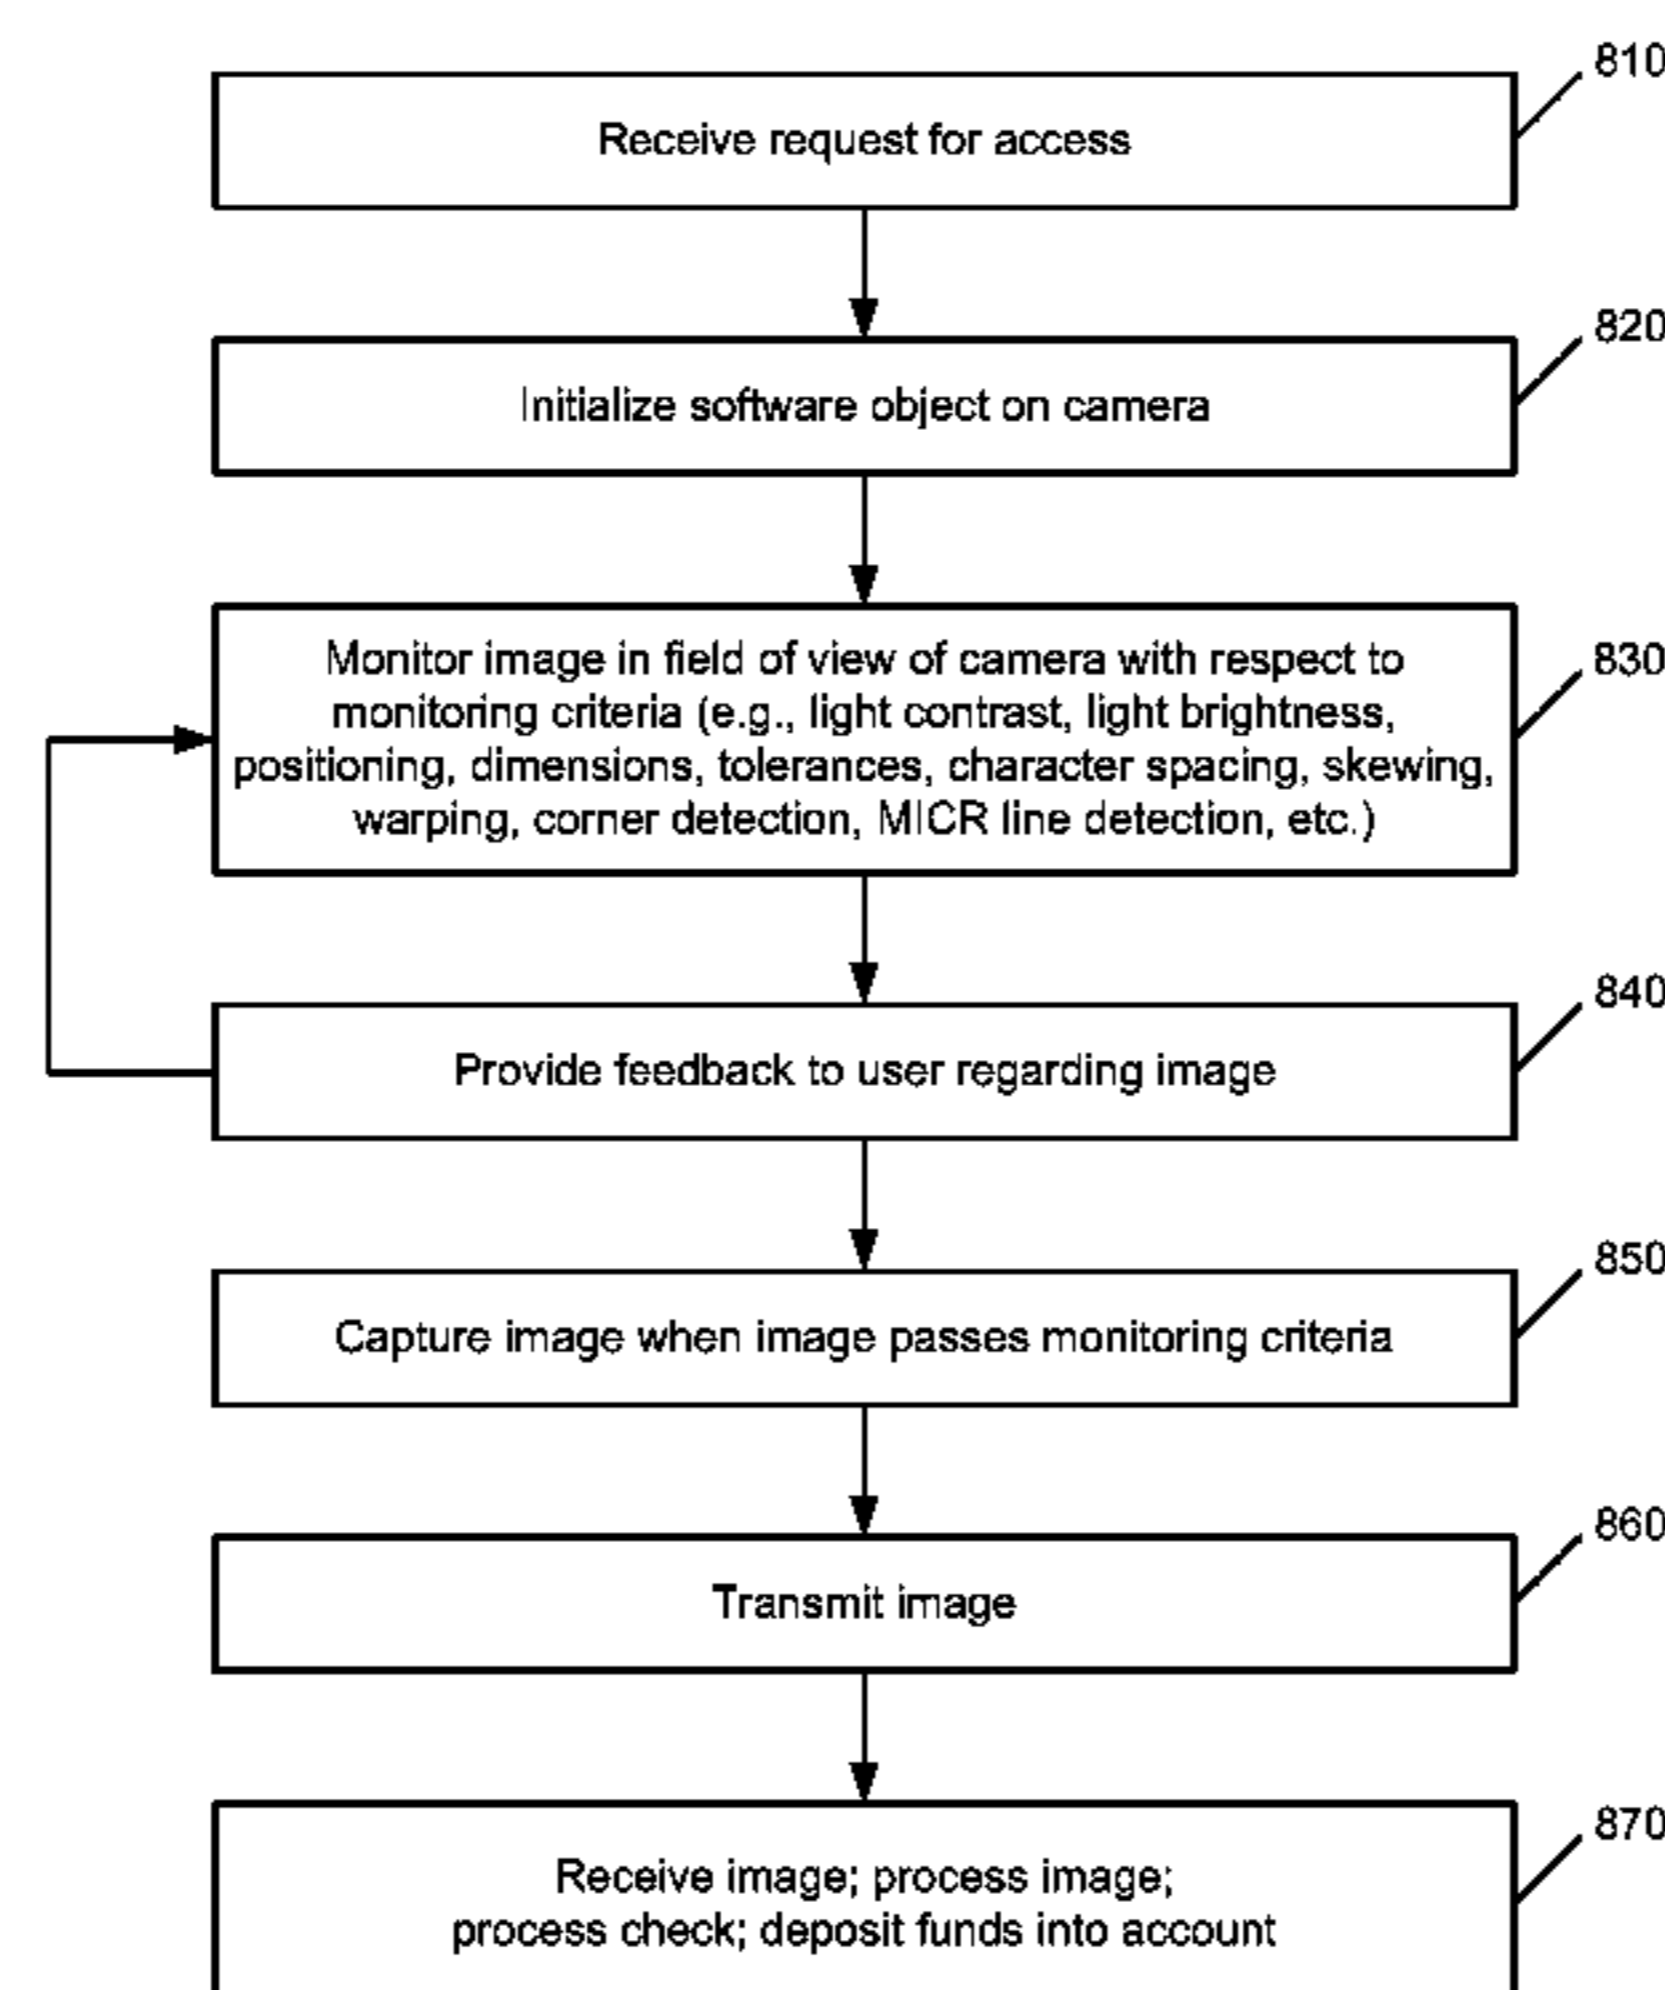 810
Receive request for access
820
Initialize software object on camera
830
Monitor image in field of view of camera with respect to
monitoring criteria (e.g., light contrast, light brightness,
positioning, dimensions, tolerances, character spacing, skewing,
warping, corner detection, MICR line detection, etc.)
840
Provide feedback to user regarding image
850
Capture image when image passes monitoring criteria
860
Transmit image
870
Receive image; process image;
process check; deposit funds into account